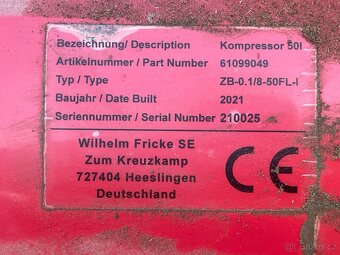 Bezeichnung/ Description Kompressor 50l
Artikelnummer / Part Number 61099049
Typ / Type ZB-0.1/8-50FL-I
Baujahr / Date Built 2021
Seriennummer / Serial Number 210025
Wilhelm Fricke SE
Zum Kreuzkamp
727404 Heeslingen
Deutschland
CE